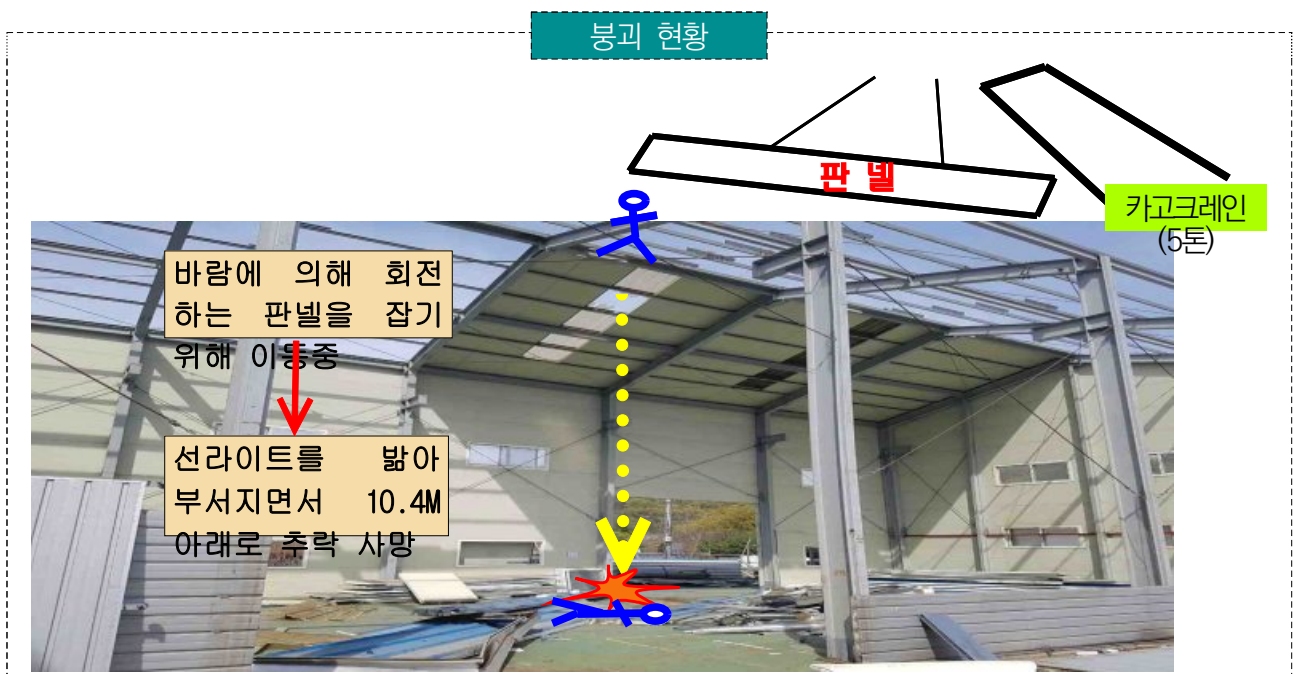 붕괴 현황
판 넬
카고크레인
(5톤)
바람에 의해 회전
하는 판넬을 잡기
위해 이동중
선라이트를 밟아
부서지면서 10.4M
아래로 추락 사망